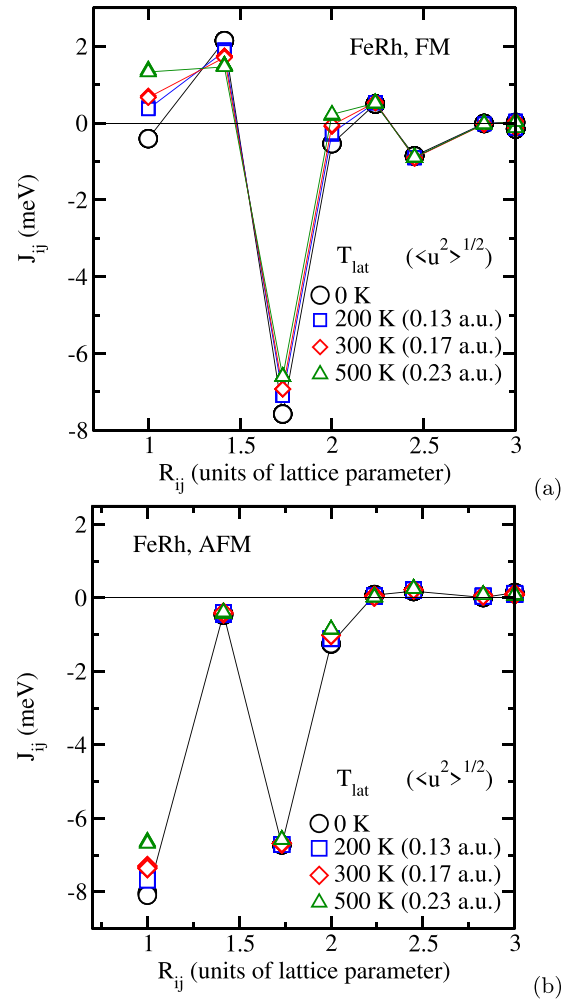 FeRh, FM
2
0
-2
-4
-6
-8
J_ij (meV)
T_lat (<u^2>^1/2)
0 K
200 K (0.13 a.u.)
300 K (0.17 a.u.)
500 K (0.23 a.u.)
1 1.5 2 2.5 3
R_ij (units of lattice parameter)
(a)
FeRh, AFM
2
0
-2
-4
-6
-8
J_ij (meV)
T_lat (<u^2>^1/2)
0 K
200 K (0.13 a.u.)
300 K (0.17 a.u.)
500 K (0.23 a.u.)
1 1.5 2 2.5 3
R_ij (units of lattice parameter)
(b)